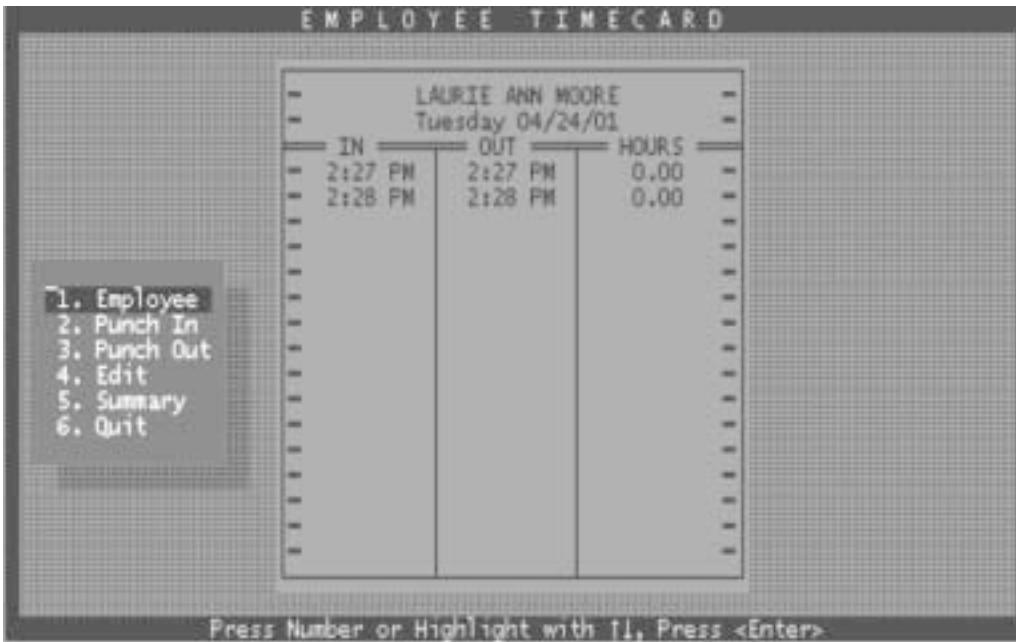 EMPLOYEE TIMECARD
LAURIE ANN MOORE
Tuesday 04/24/01
IN OUT HOURS
2:27 PM 2:27 PM 0.00
2:28 PM 2:28 PM 0.00
1. Employee
2. Punch In
3. Punch Out
4. Edit
5. Summary
6. Quit
Press Number or Highlight with ↑↓, Press <Enter>